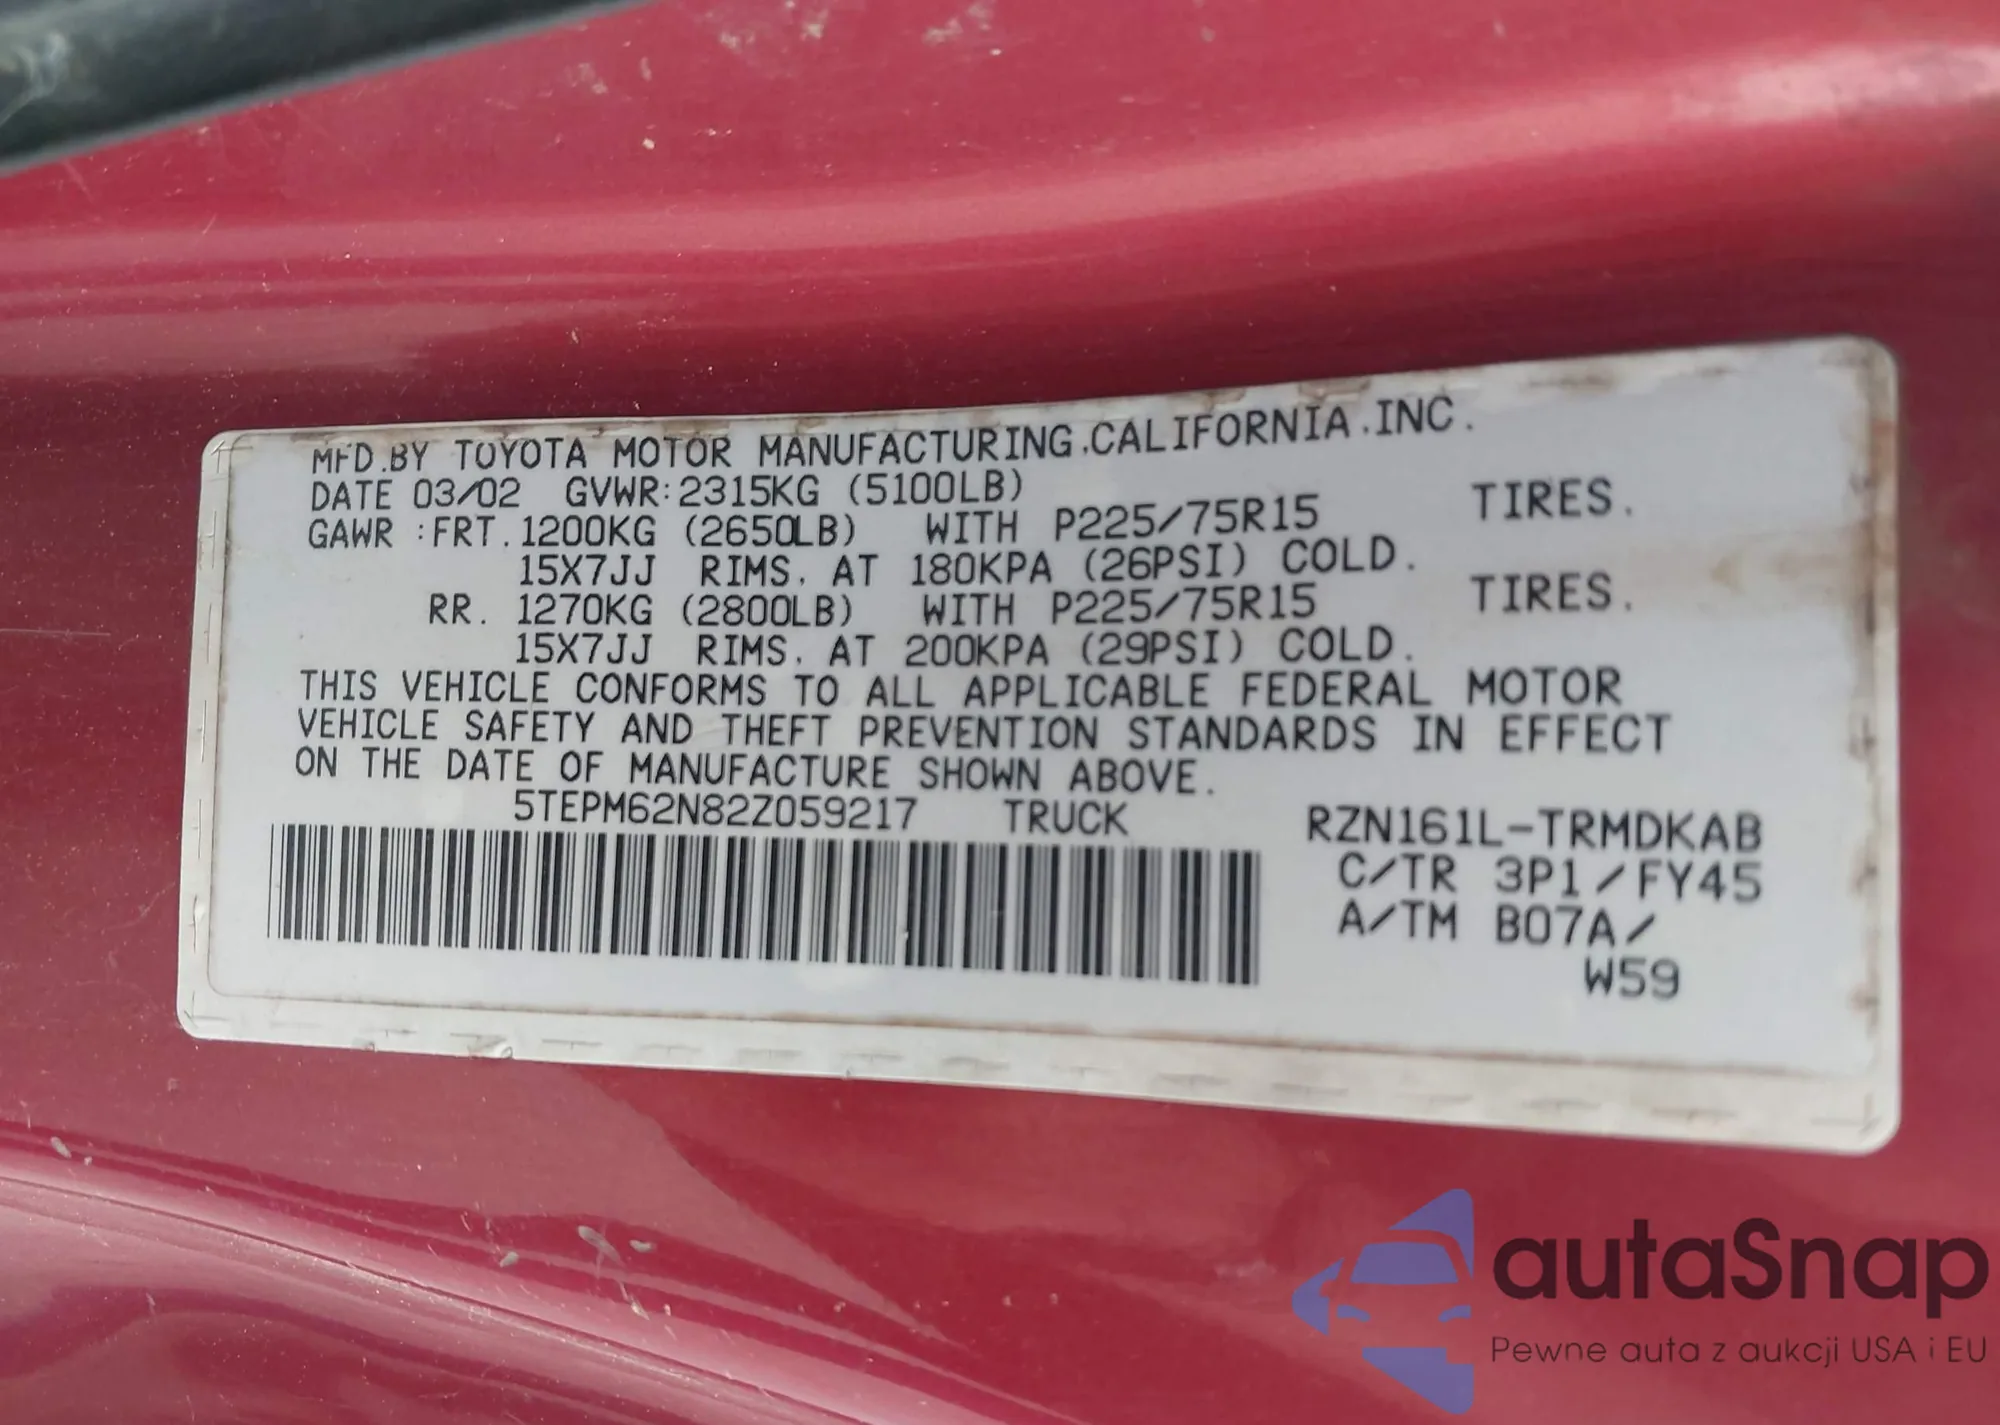 MFD.BY TOYOTA MOTOR MANUFACTURING.CALIFORNIA.INC.
DATE 03/02 GVWR:2315KG (5100LB)
GAWR :FRT. 1200KG (2650LB) WITH P225/75R15 TIRES.
15X7JJ RIMS. AT 180KPA (26PSI) COLD.
RR. 1270KG (2800LB) WITH P225/75R15 TIRES.
15X7JJ RIMS. AT 200KPA (29PSI) COLD.
THIS VEHICLE CONFORMS TO ALL APPLICABLE FEDERAL MOTOR
VEHICLE SAFETY AND THEFT PREVENTION STANDARDS IN EFFECT
ON THE DATE OF MANUFACTURE SHOWN ABOVE.
5TEPM62N82Z059217 TRUCK RZN161L-TRMDKAB
C/TR 3P1/FY45
A/TM B07A/
W59
autaSnap
Pewne auta z aukcji USA i EU